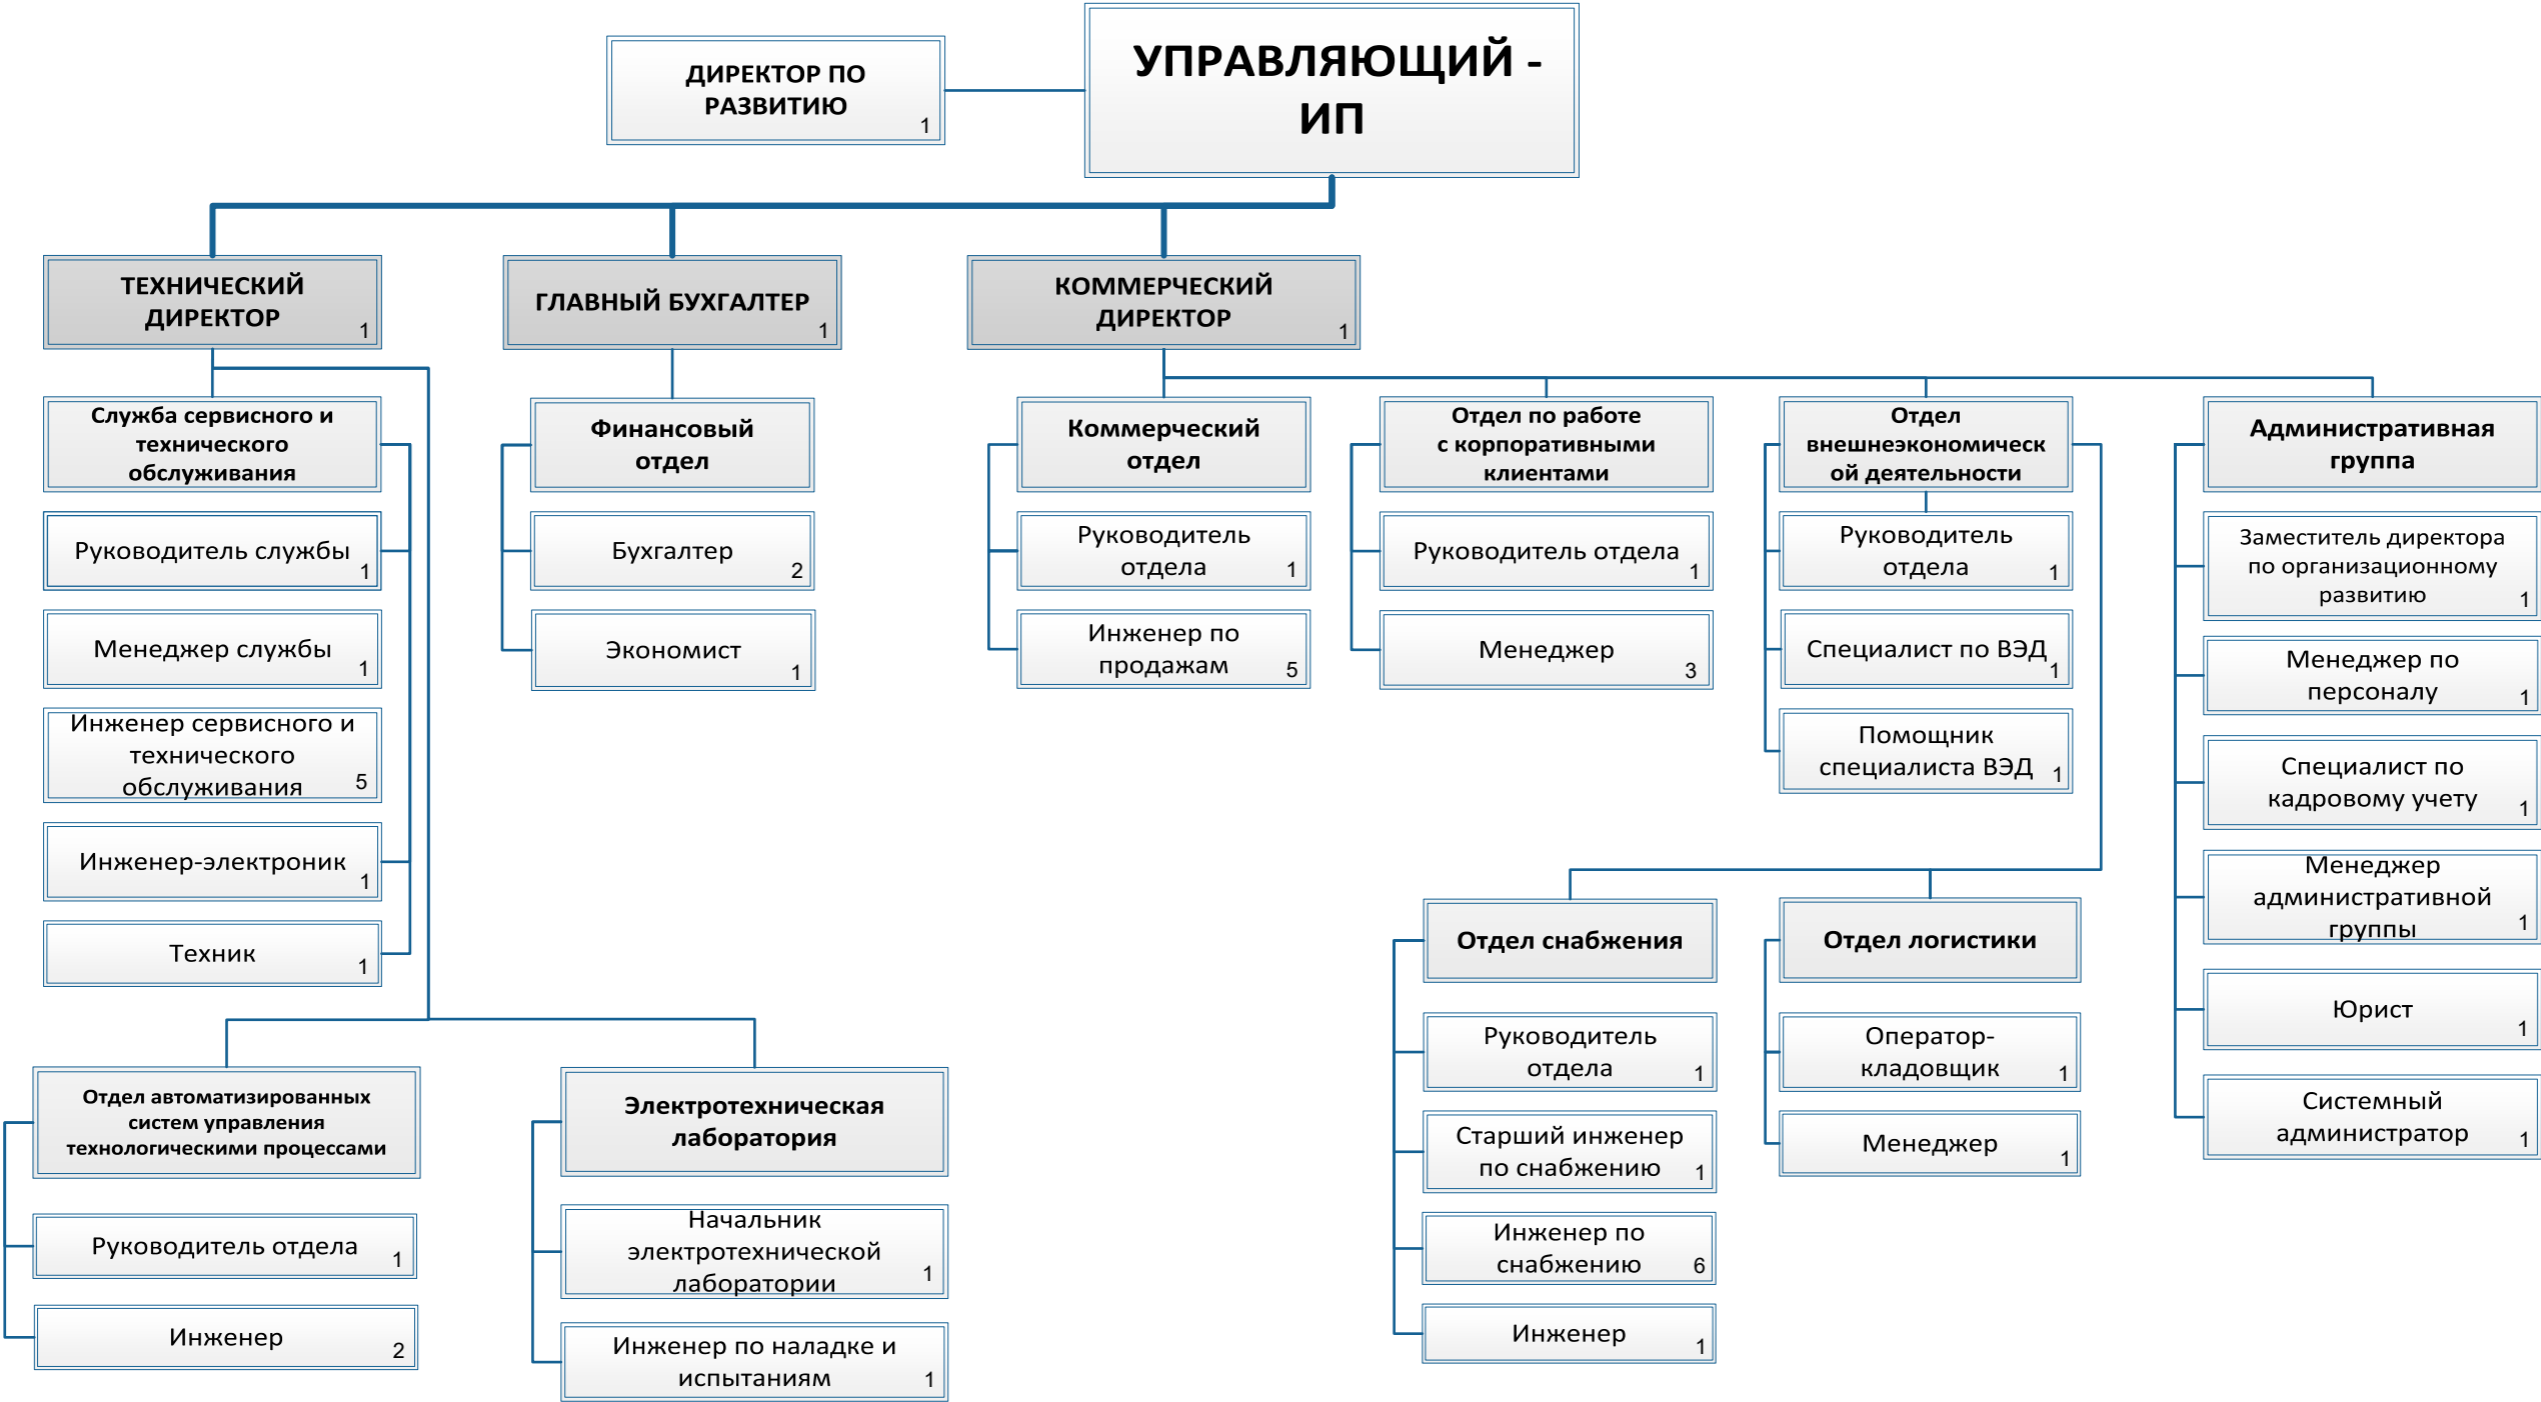 ДИРЕКТОР ПО
РАЗВИТИЮ
1
УПРАВЛЯЮЩИЙ -
ИП
ТЕХНИЧЕСКИЙ
ДИРЕКТОР
1
ГЛАВНЫЙ БУХГАЛТЕР
1
КОММЕРЧЕСКИЙ
ДИРЕКТОР
1
Служба сервисного и
технического
обслуживания
Руководитель службы
1
Менеджер службы
1
Инженер сервисного и
технического
обслуживания
5
Инженер-электроник
1
Техник
1
Финансовый
отдел
Бухгалтер
2
Экономист
1
Коммерческий
отдел
Руководитель
отдела
1
Инженер по
продажам
5
Отдел по работе
с корпоративными
клиентами
Руководитель отдела
1
Менеджер
3
Отдел
внешнеэкономическ
ой деятельности
Руководитель
отдела
1
Специалист по ВЭД
1
Помощник
специалиста ВЭД
1
Административная
группа
Заместитель директора
по организационному
развитию
1
Менеджер по
персоналу
1
Специалист по
кадровому учету
1
Менеджер
административной
группы
1
Юрист
1
Системный
администратор
1
Отдел автоматизированных
систем управления
технологическими процессами
Руководитель отдела
1
Инженер
2
Электротехническая
лаборатория
Начальник
электротехнической
лаборатории
1
Инженер по наладке и
испытаниям
1
Отдел снабжения
Руководитель
отдела
1
Старший инженер
по снабжению
1
Инженер по
снабжению
6
Инженер
1
Отдел логистики
Оператор-
кладовщик
1
Менеджер
1